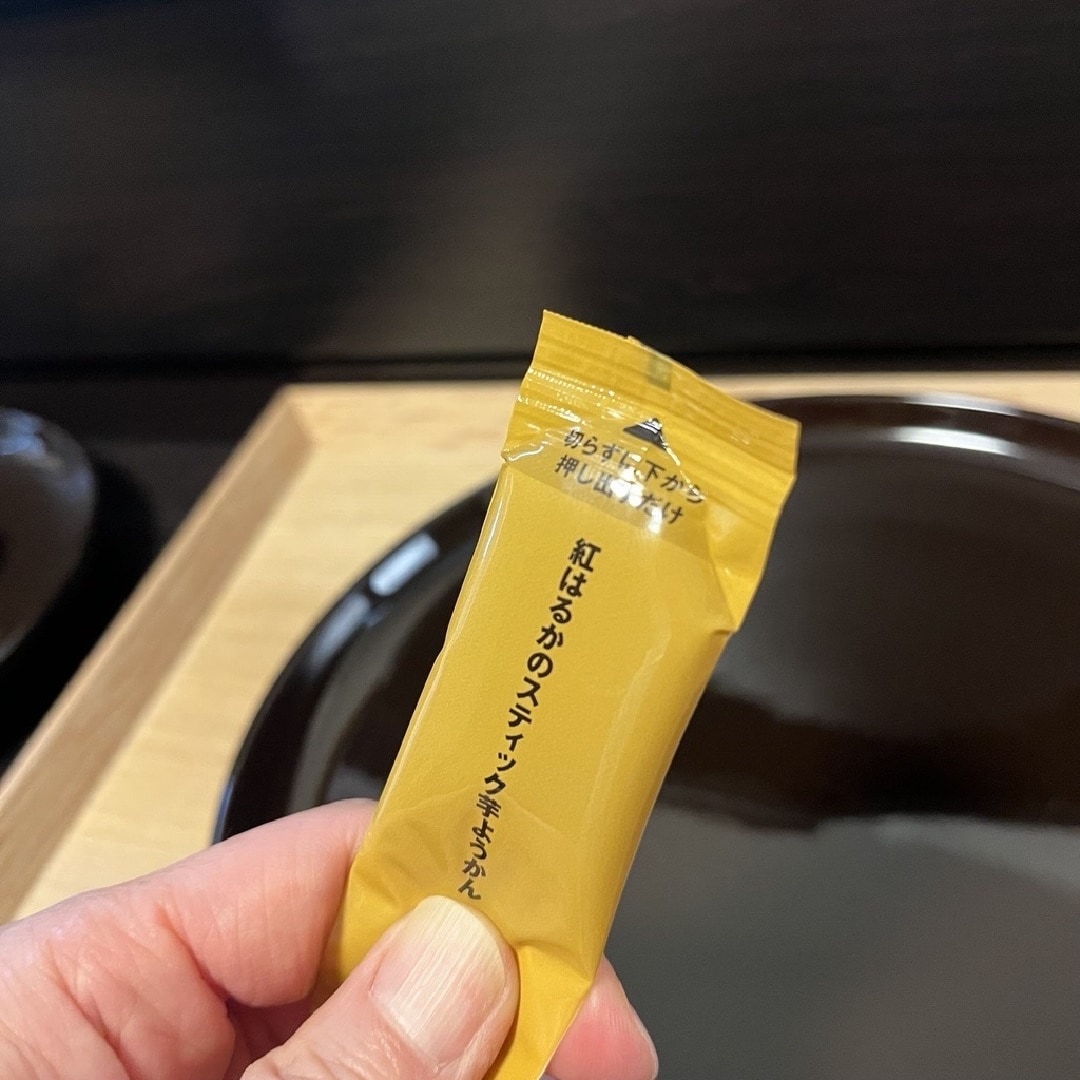 切らずに下から
押し出すだけ
紅はるかのスティック芋ようかん